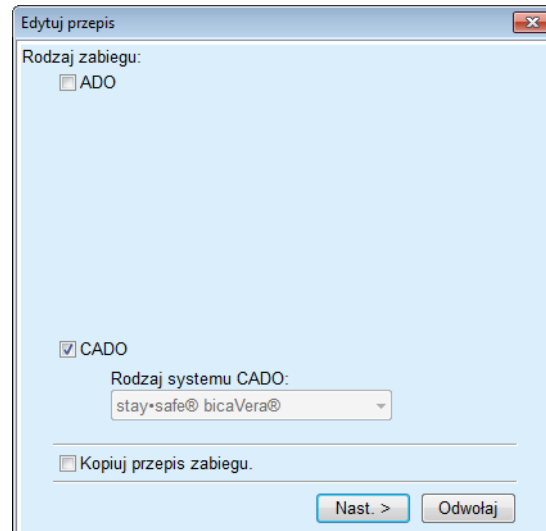 Edytuj przepis
Rodzaj zabiegu:
ADO
CADO
Rodzaj systemu CADO:
stay•safe® bicaVera®
Kopiuj przepis zabiegu.
Nast. > Odwołaj